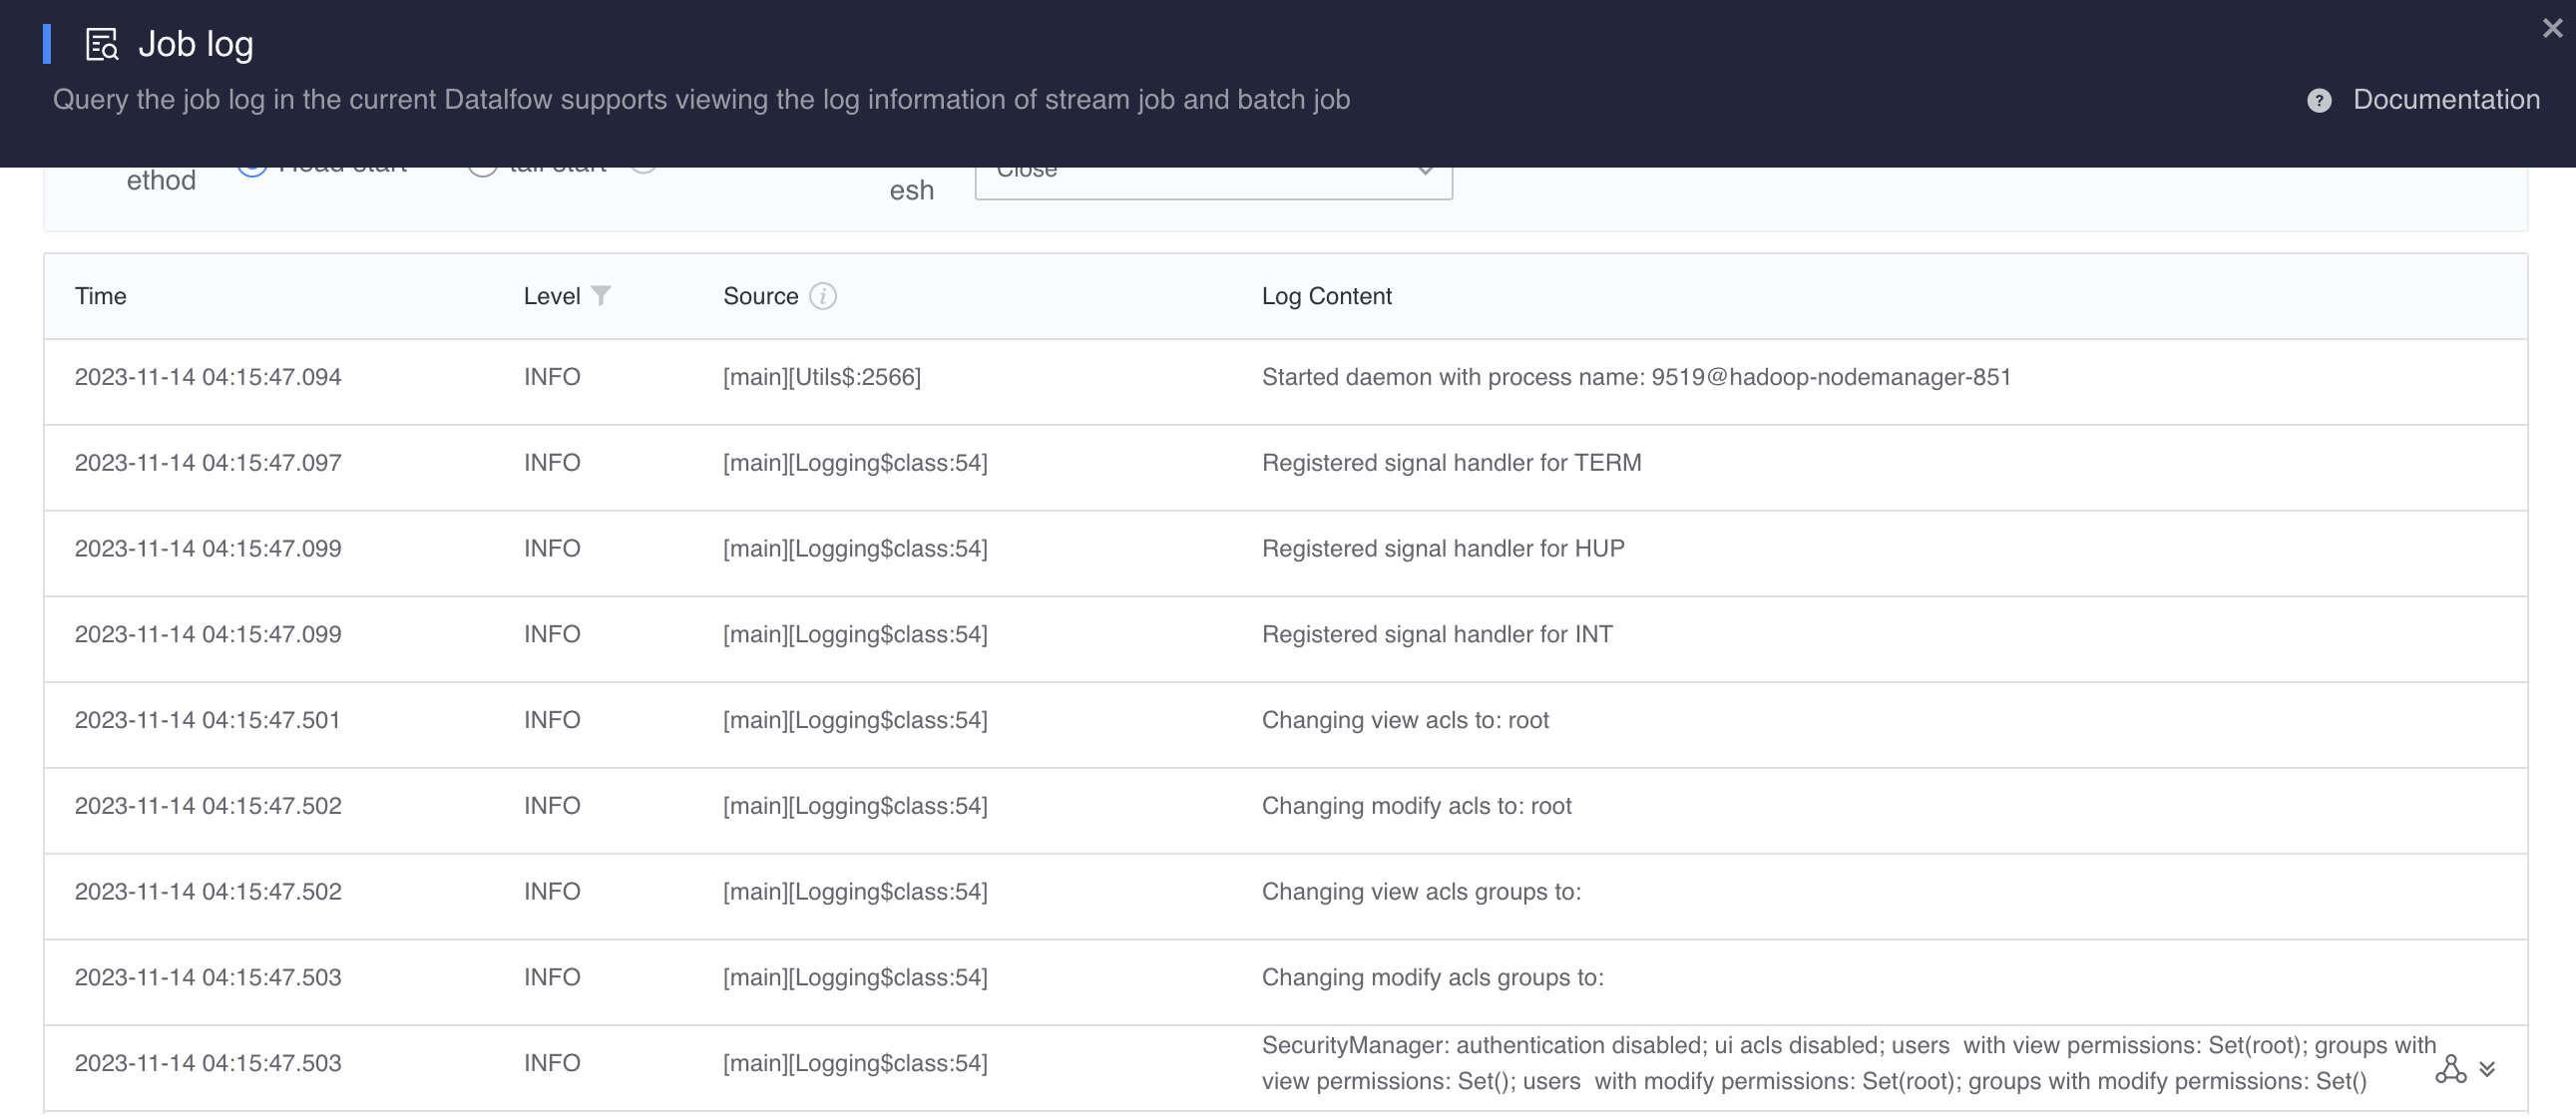 Job log
Query the job log in the current Datalfow supports viewing the log information of stream job and batch job
Documentation
ethod Head start tail start
esh Close
Time Level Source Log Content
2023-11-14 04:15:47.094 INFO [main][Utils$:2566] Started daemon with process name: 9519@hadoop-nodemanager-851
2023-11-14 04:15:47.097 INFO [main][Logging$class:54] Registered signal handler for TERM
2023-11-14 04:15:47.099 INFO [main][Logging$class:54] Registered signal handler for HUP
2023-11-14 04:15:47.099 INFO [main][Logging$class:54] Registered signal handler for INT
2023-11-14 04:15:47.501 INFO [main][Logging$class:54] Changing view acls to: root
2023-11-14 04:15:47.502 INFO [main][Logging$class:54] Changing modify acls to: root
2023-11-14 04:15:47.502 INFO [main][Logging$class:54] Changing view acls groups to:
2023-11-14 04:15:47.503 INFO [main][Logging$class:54] Changing modify acls groups to:
2023-11-14 04:15:47.503 INFO [main][Logging$class:54] SecurityManager: authentication disabled; ui acls disabled; users  with view permissions: Set(root); groups with
view permissions: Set(); users  with modify permissions: Set(root); groups with modify permissions: Set()